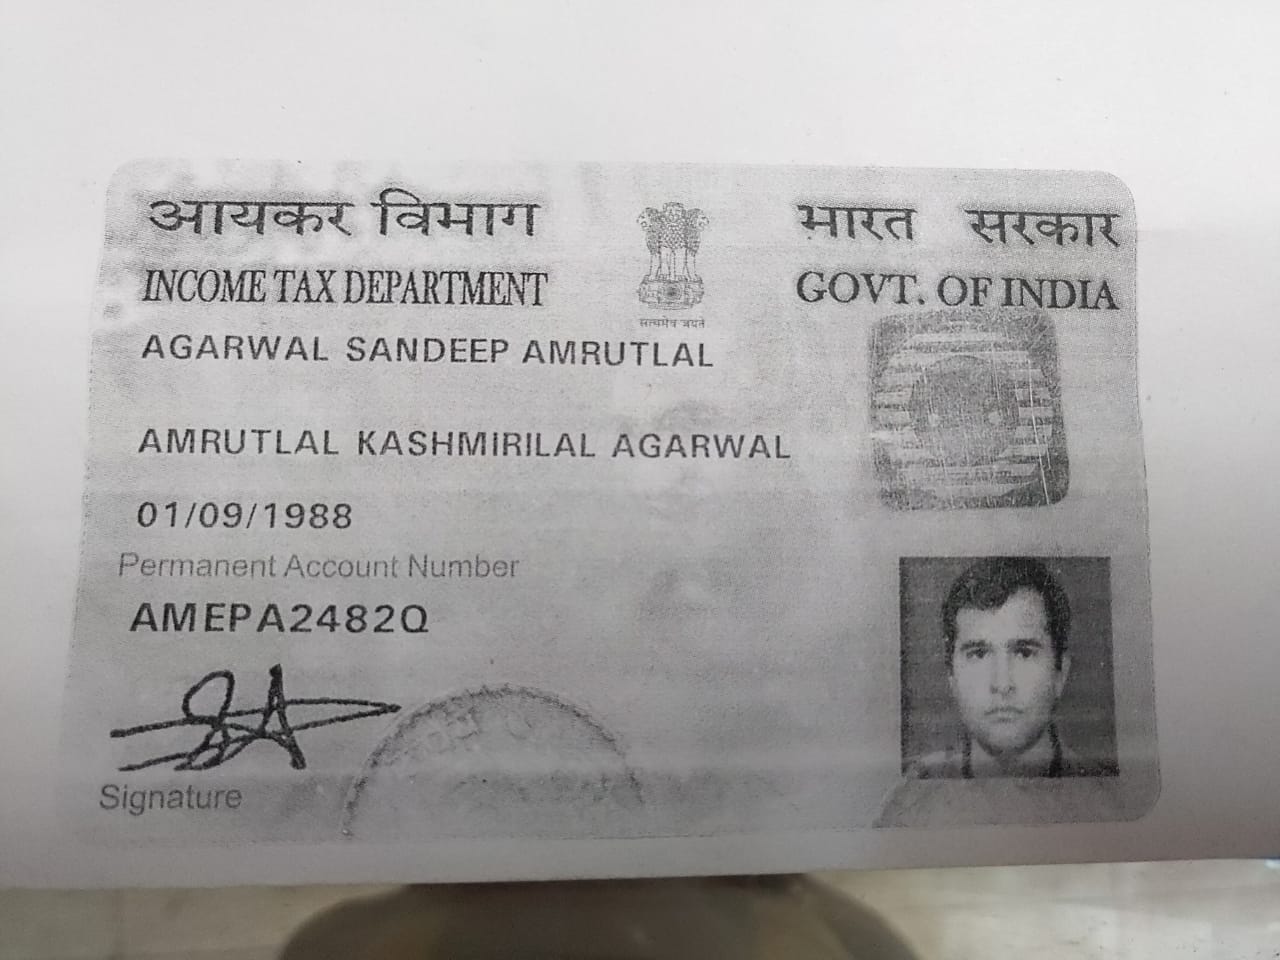 आयकर विभाग
भारत सरकार
INCOME TAX DEPARTMENT
GOVT. OF INDIA
सत्यमेव जयते
AGARWAL SANDEEP AMRUTLAL
AMRUTLAL KASHMIRILAL AGARWAL
01/09/1988
Permanent Account Number
AMEPA2482Q
Signature